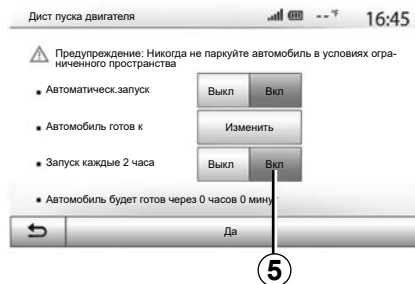 Дист пуска двигателя
-- °F 16:45
Предупреждение: Никогда не паркуйте автомобиль в условиях огра-
ниченного пространства
Автоматическ.запуск
Выкл Вкл
Автомобиль готов к
Изменить
Запуск каждые 2 часа
Выкл Вкл
Автомобиль будет готов через 0 часов 0 минут
Да
5